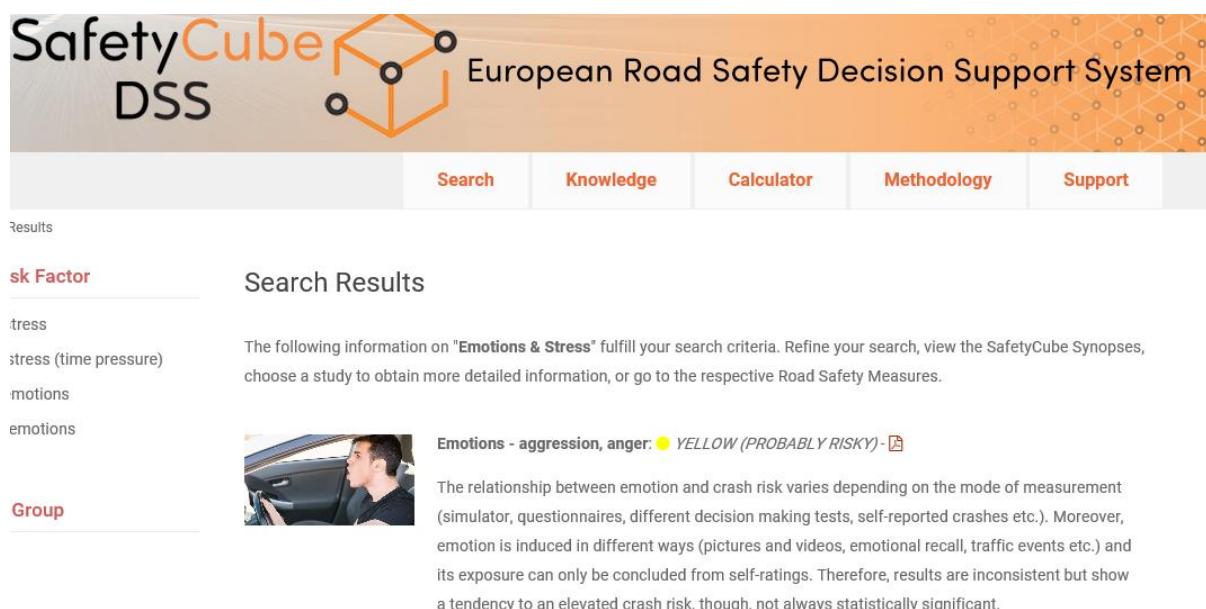 SafetyCube
DSS
European Road Safety Decision Support System
Search Knowledge Calculator Methodology Support
Results
sk Factor
tress
stress (time pressure)
motions
emotions
Group
Search Results
The following information on "Emotions & Stress" fulfill your search criteria. Refine your search, view the SafetyCube Synopses,
choose a study to obtain more detailed information, or go to the respective Road Safety Measures.
Emotions - aggression, anger: YELLOW (PROBABLY RISKY) -
The relationship between emotion and crash risk varies depending on the mode of measurement
(simulator, questionnaires, different decision making tests, self-reported crashes etc.). Moreover,
emotion is induced in different ways (pictures and videos, emotional recall, traffic events etc.) and
its exposure can only be concluded from self-ratings. Therefore, results are inconsistent but show
a tendency to an elevated crash risk, though, not always statistically significant.